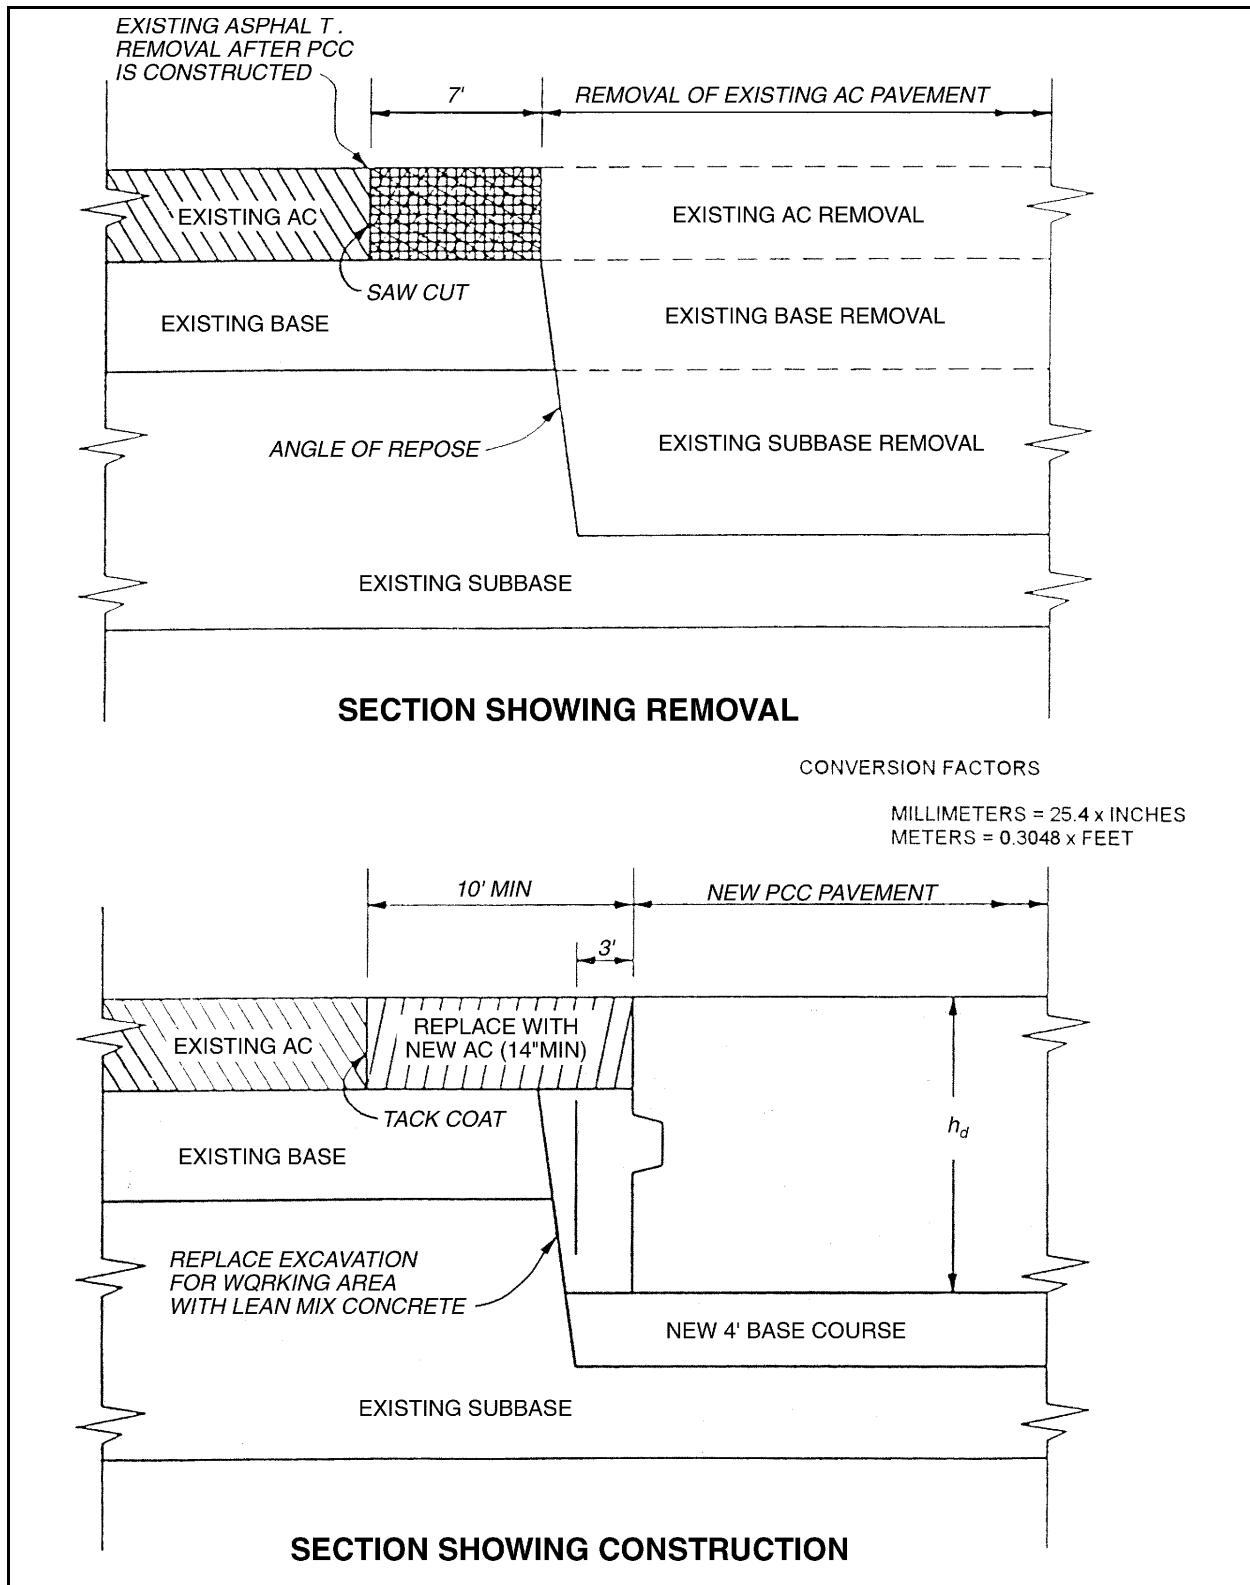 EXISTING ASPHAL T .
REMOVAL AFTER PCC
IS CONSTRUCTED
7'
REMOVAL OF EXISTING AC PAVEMENT
EXISTING AC
EXISTING AC REMOVAL
SAW CUT
EXISTING BASE
EXISTING BASE REMOVAL
ANGLE OF REPOSE
EXISTING SUBBASE REMOVAL
EXISTING SUBBASE
SECTION SHOWING REMOVAL
CONVERSION FACTORS
MILLIMETERS = 25.4 x INCHES
METERS = 0.3048 x FEET
10' MIN
NEW PCC PAVEMENT
3'
EXISTING AC
REPLACE WITH
NEW AC (14"MIN)
TACK COAT
hd
EXISTING BASE
REPLACE EXCAVATION
FOR WQRKING AREA
WITH LEAN MIX CONCRETE
NEW 4' BASE COURSE
EXISTING SUBBASE
SECTION SHOWING CONSTRUCTION